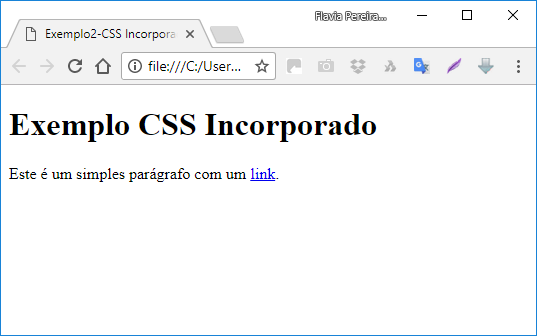 Flavia Pereira...
Exemplo2-CSS Incorpora
file:///C:/User...
Exemplo CSS Incorporado
Este é um simples parágrafo com um link.